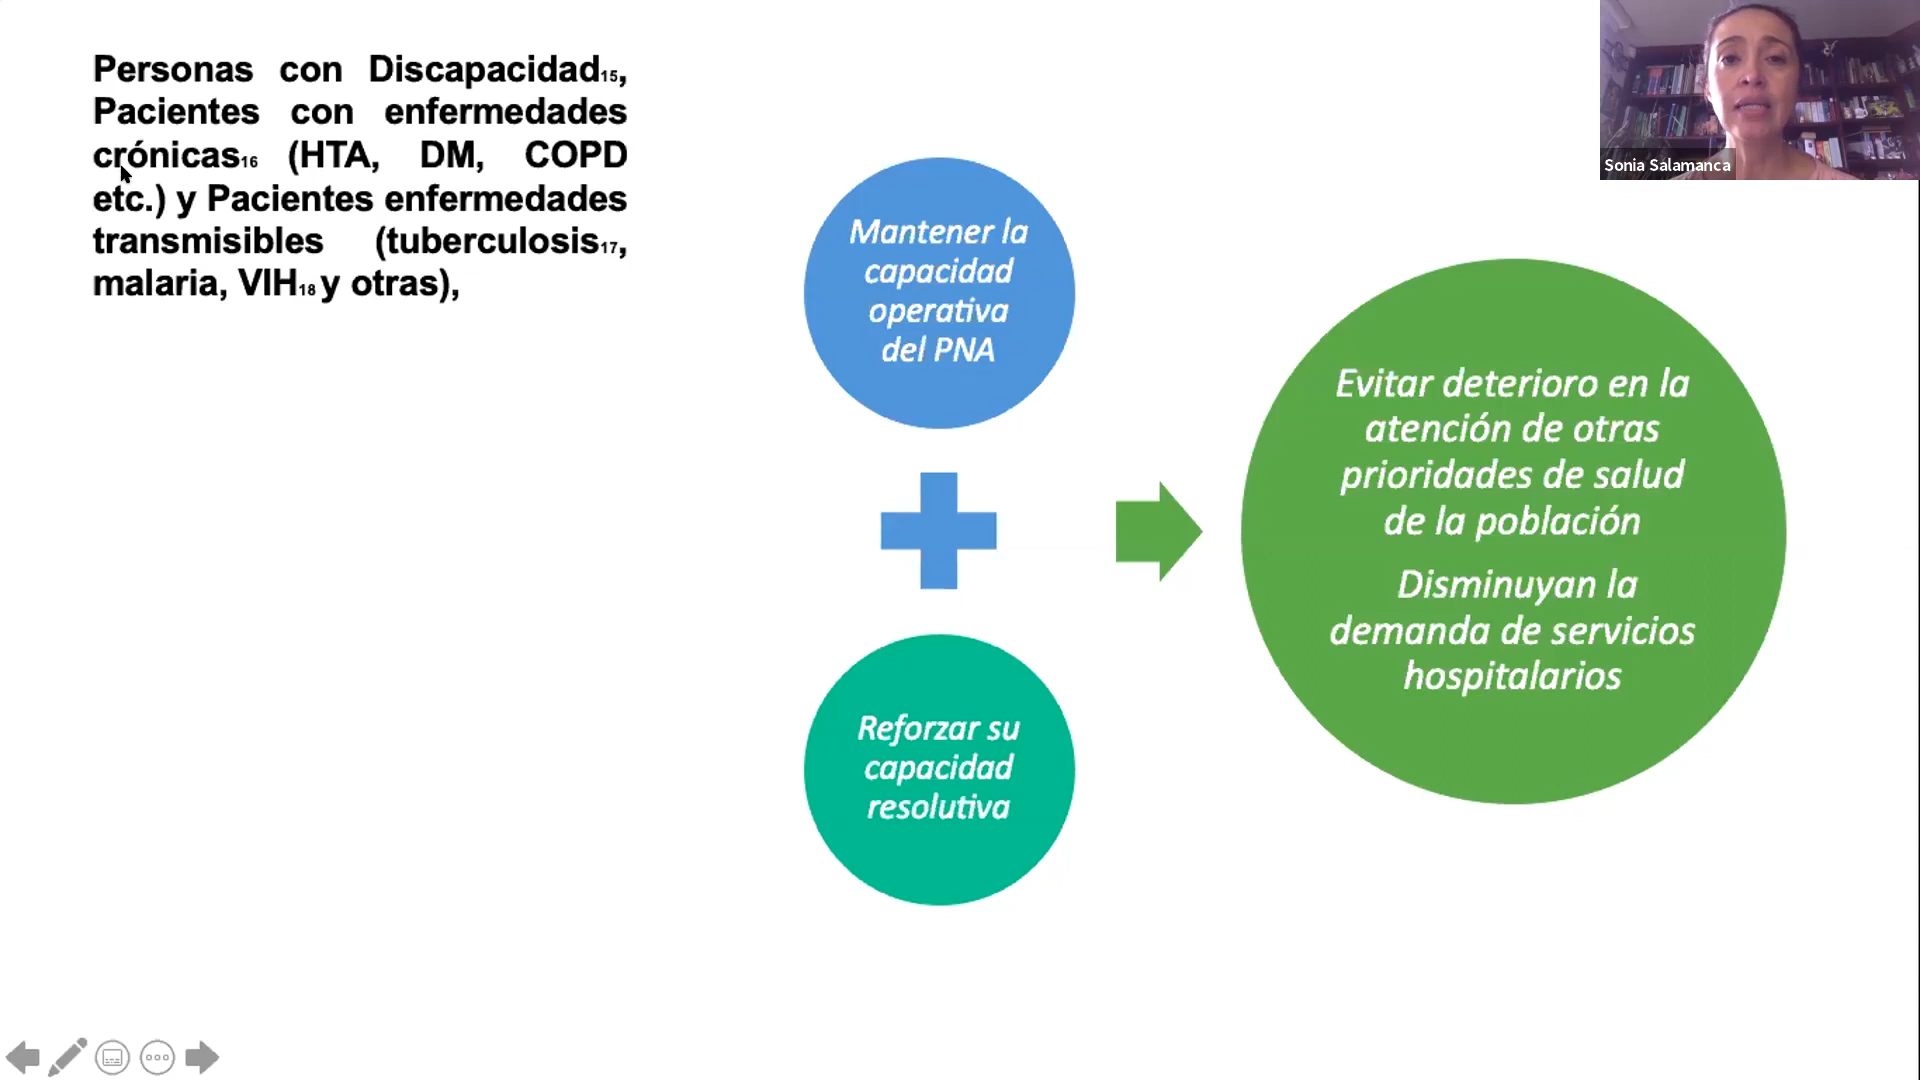 Personas con Discapacidad15,
Pacientes con enfermedades
crónicas16 (HTA, DM, COPD
etc.) y Pacientes enfermedades
transmisibles (tuberculosis17,
malaria, VIH18 y otras),
Mantener la
capacidad
operativa
del PNA
Reforzar su
capacidad
resolutiva
Evitar deterioro en la
atención de otras
prioridades de salud
de la población
Disminuyan la
demanda de servicios
hospitalarios
Sonia Salamanca